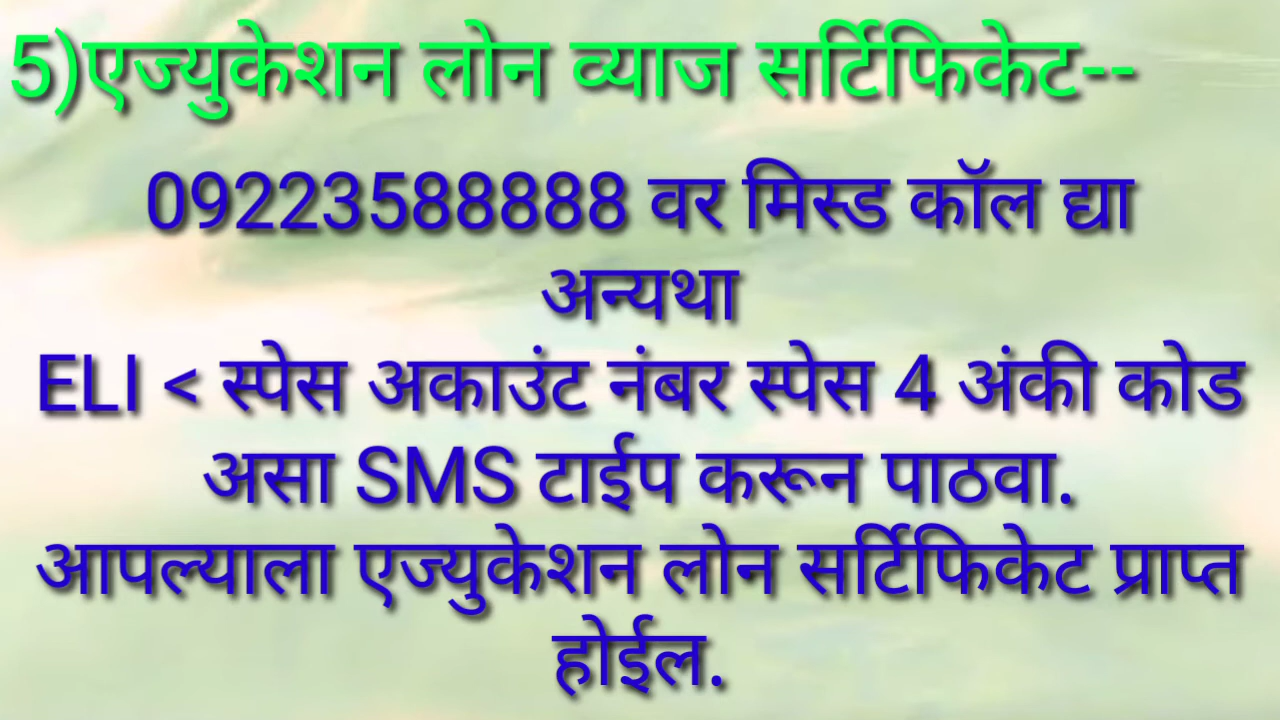 5)एज्युकेशन लोन व्याज सर्टिफिकेट--
09223588888 वर मिस्ड कॉल द्या
अन्यथा
ELI < स्पेस अकाउंट नंबर स्पेस 4 अंकी कोड
असा SMS टाईप करून पाठवा.
आपल्याला एज्युकेशन लोन सर्टिफिकेट प्राप्त
होईल.